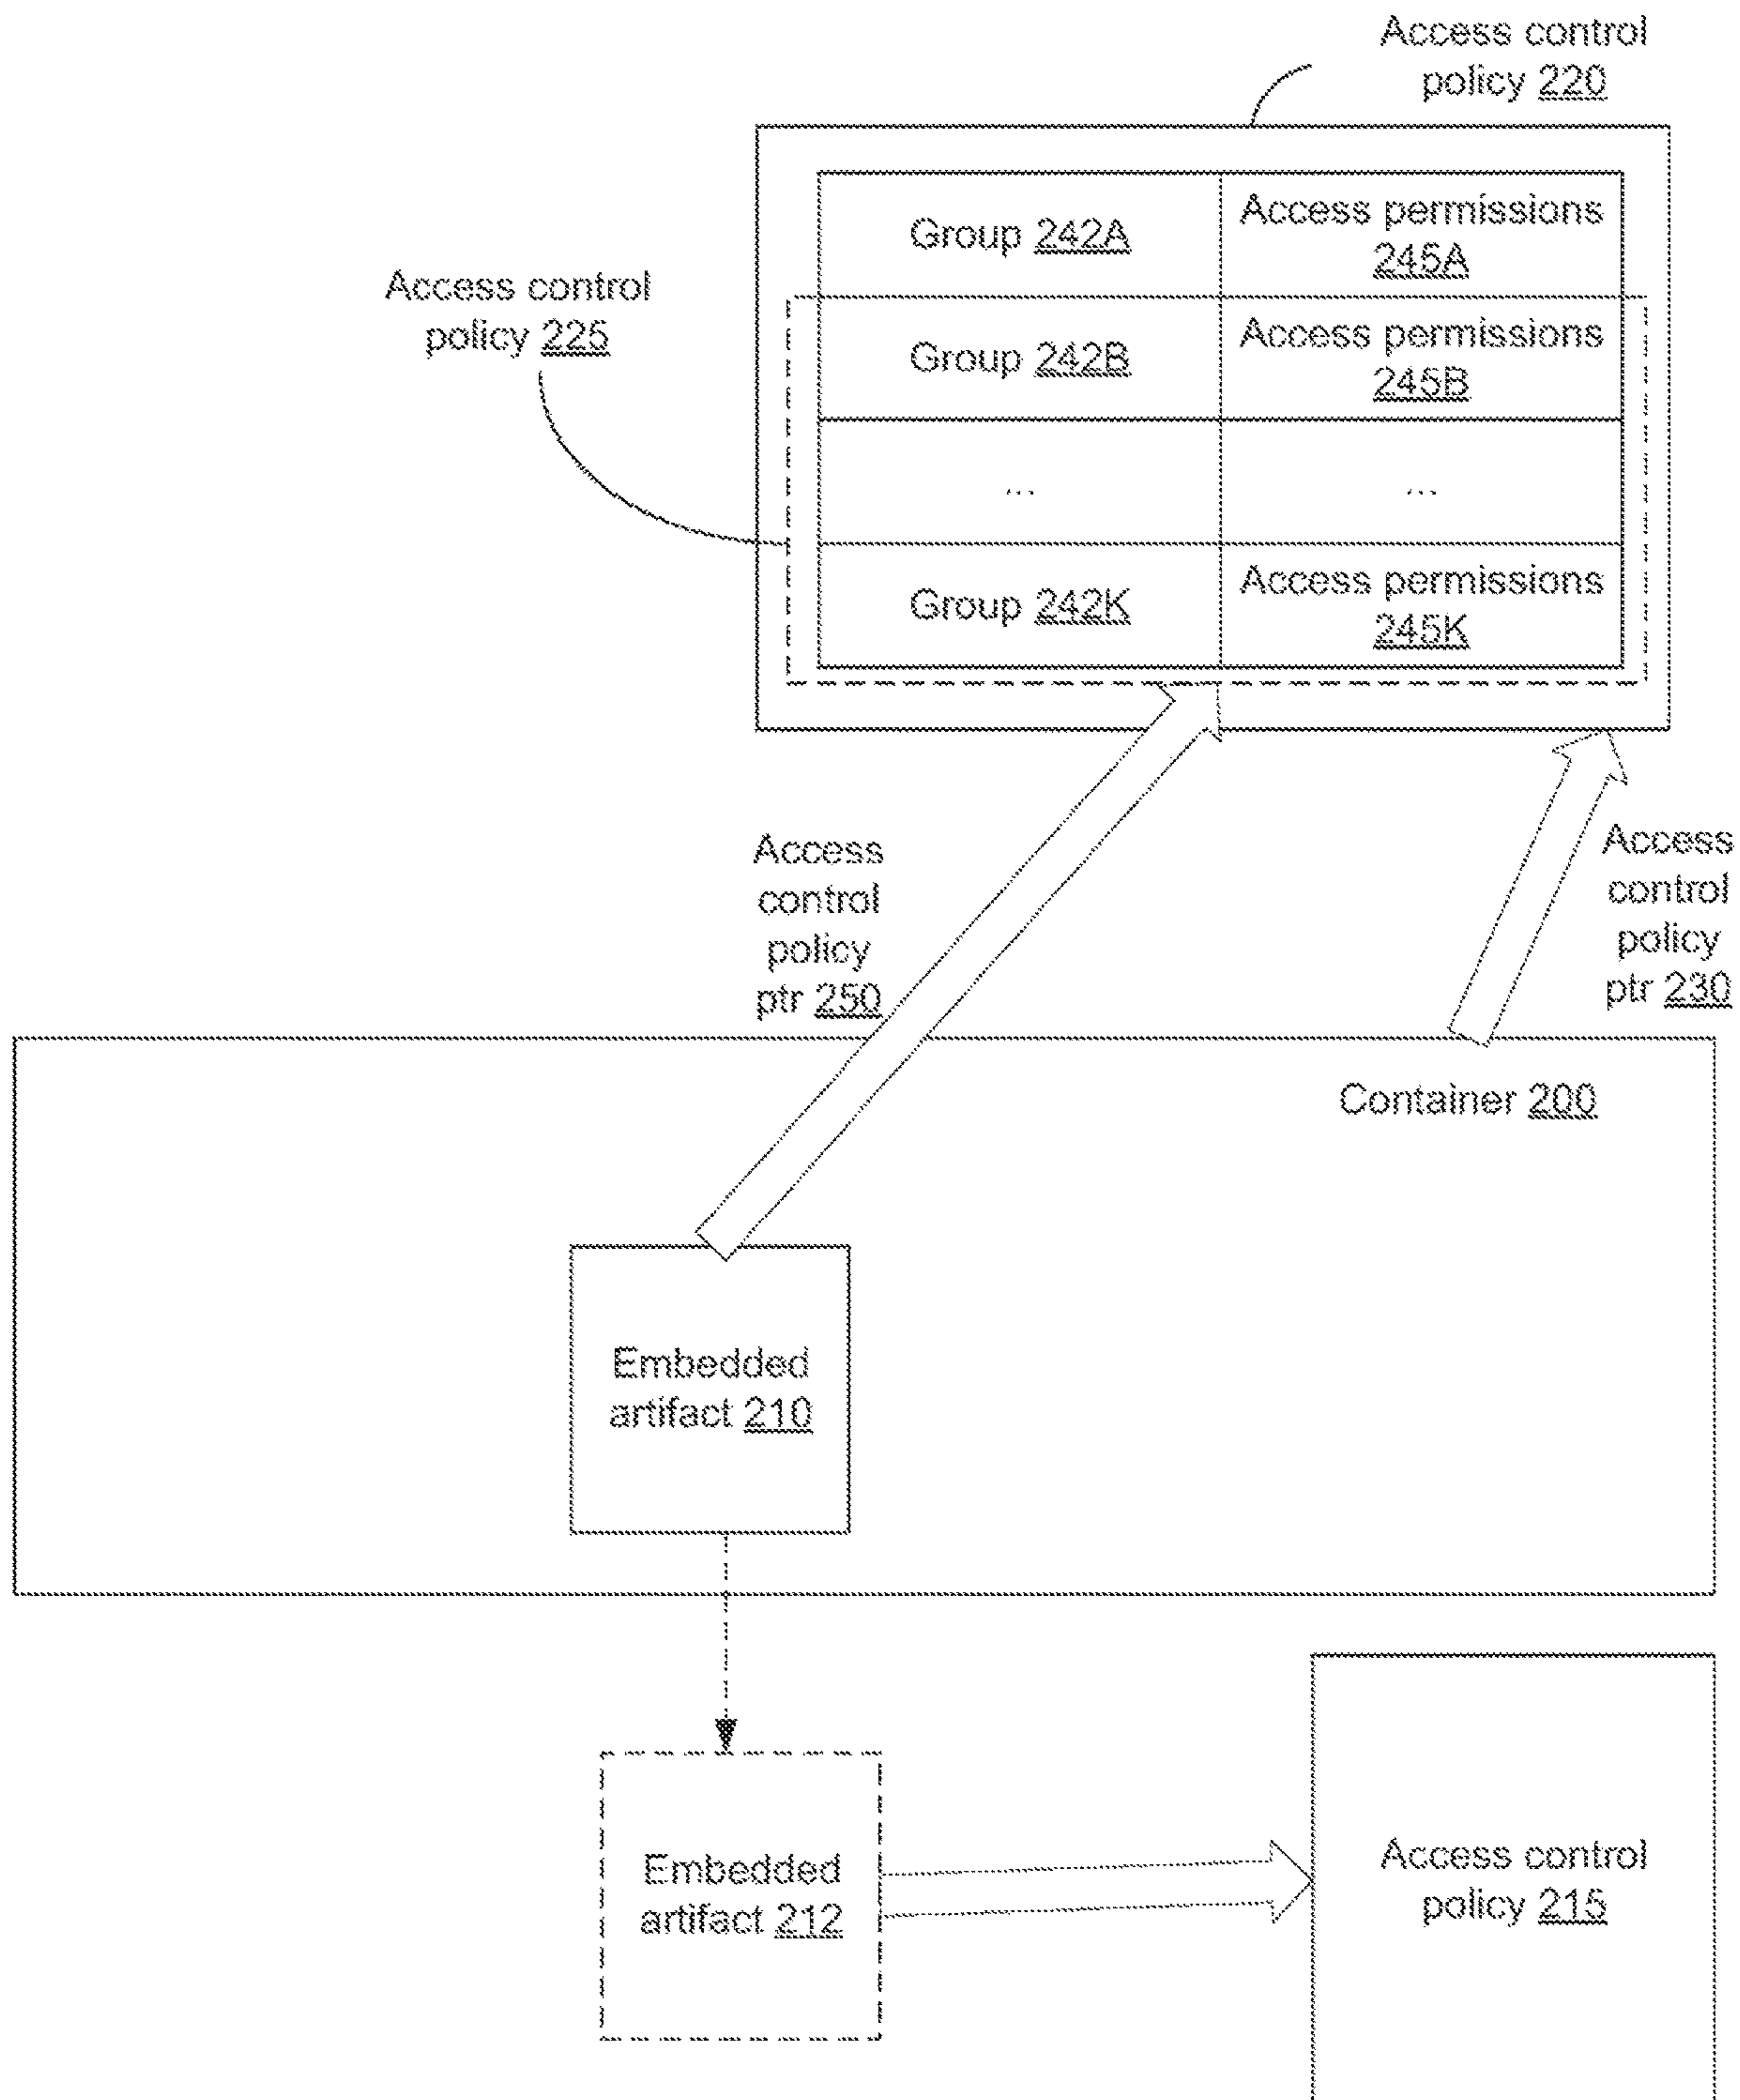 Access control
policy 220
Group 242A
Access permissions
245A
Access control
policy 225
Group 242B
Access permissions
245B
...
...
Group 242K
Access permissions
245K
Access
control
policy
ptr 250
Access
control
policy
ptr 230
Container 200
Embedded
artifact 210
Embedded
artifact 212
Access control
policy 215